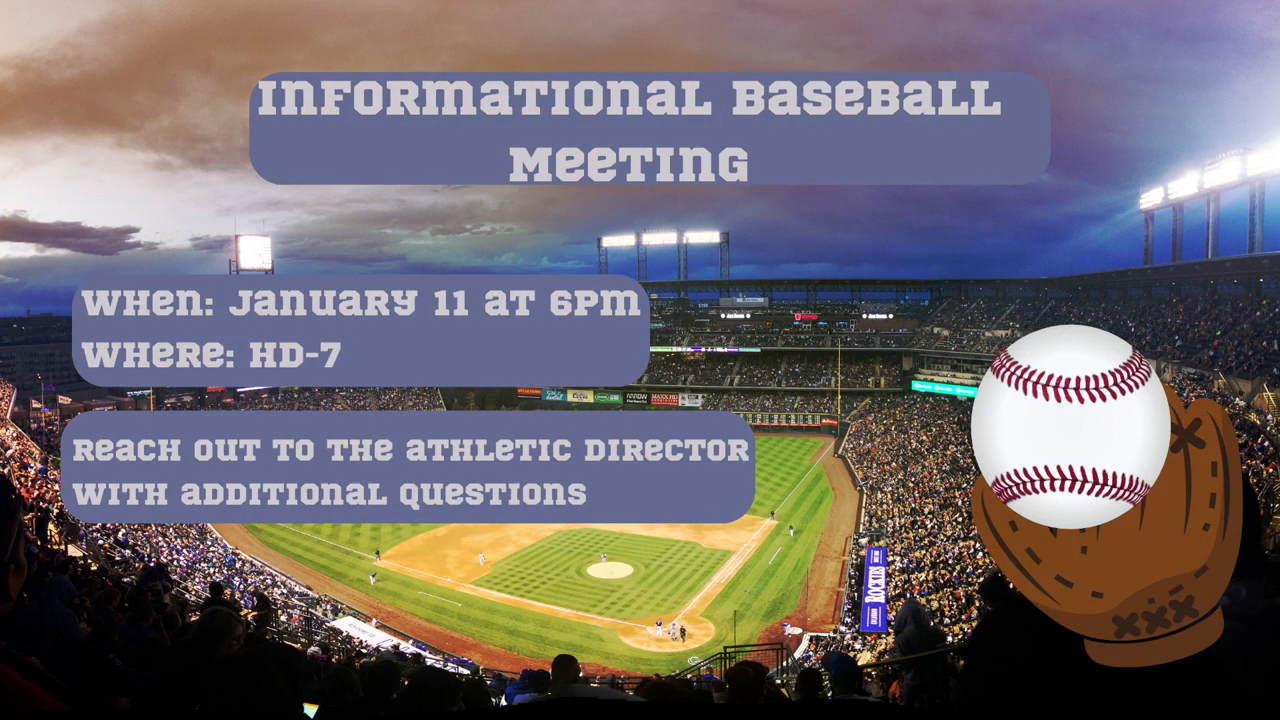 INFORMATIONAL BASEBALL
MEETING
WHEN: JANUARY 11 AT 6PM
WHERE: HD-7
REACH OUT TO THE ATHLETIC DIRECTOR
WITH ADDITIONAL QUESTIONS
ROCKIES